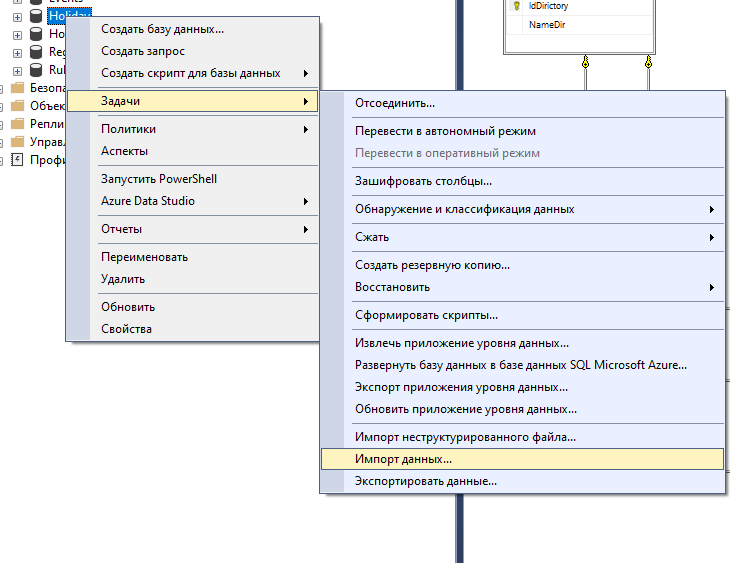 Events
Holiday
Ho
Reg
Rul
Безопа
Объек
Репли
Управл
Профи
Создать базу данных...
Создать запрос
Создать скрипт для базы данных
Задачи
Политики
Аспекты
Запустить PowerShell
Azure Data Studio
Отчеты
Переименовать
Удалить
Обновить
Свойства
IdDirictory
NameDir
Отсоединить...
Перевести в автономный режим
Перевести в оперативный режим
Зашифровать столбцы...
Обнаружение и классификация данных
Сжать
Создать резервную копию...
Восстановить
Сформировать скрипты...
Извлечь приложение уровня данных...
Развернуть базу данных в базе данных SQL Microsoft Azure...
Экспорт приложения уровня данных...
Обновить приложение уровня данных...
Импорт неструктурированного файла...
Импорт данных...
Экспортировать данные...